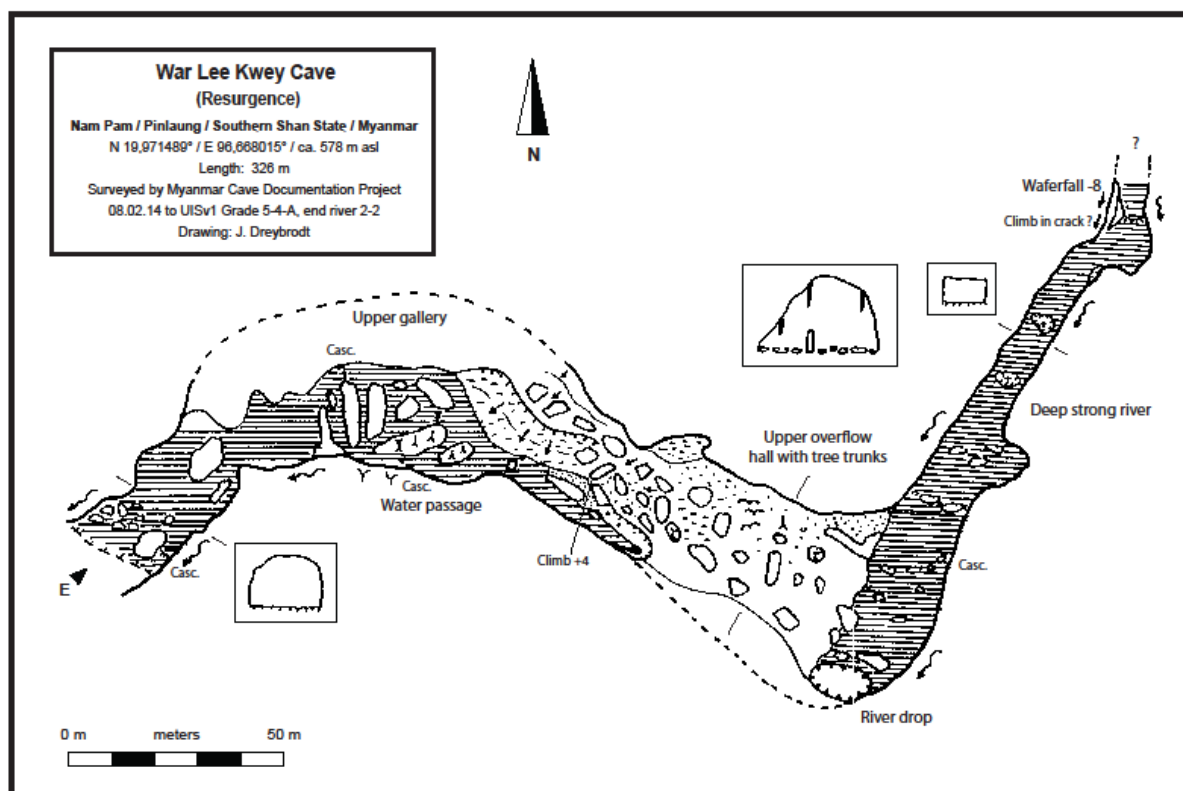 War Lee Kwey Cave
(Resurgence)
Nam Pam / Pinlaung / Southern Shan State / Myanmar
N 19,971489° / E 96,668015° / ca. 578 m asl
Length: 326 m
Surveyed by Myanmar Cave Documentation Project
08.02.14 to UISv1 Grade 5-4-A, end river 2-2
Drawing: J. Dreybrodt
N
?
Waferfall -8
Climb in crack ?
Upper gallery
Casc.
Deep strong river
Upper overflow
hall with tree trunks
Casc.
Water passage
Climb +4
Casc.
Casc.
E
River drop
0 m meters 50 m